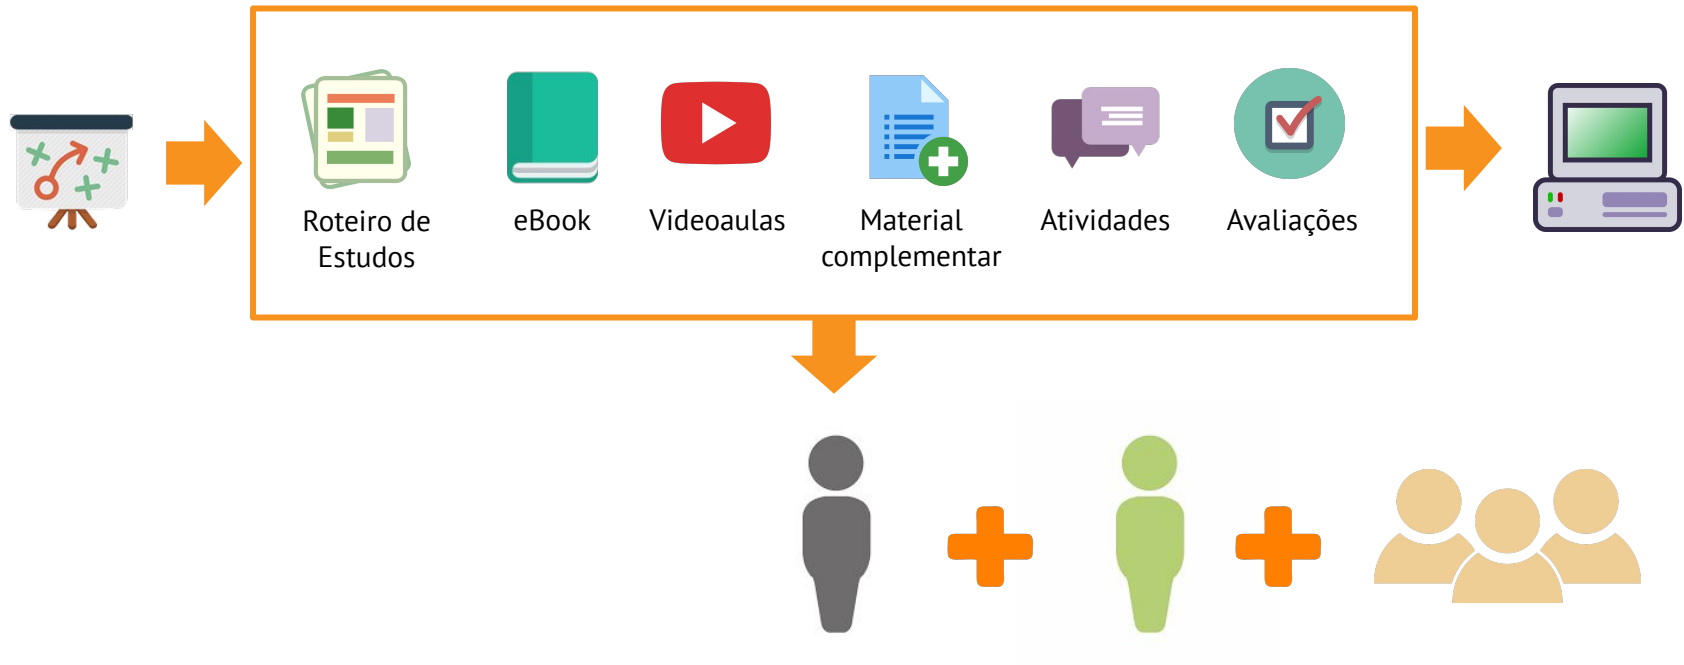 Roteiro de
Estudos
eBook
Videoaulas
Material
complementar
Atividades
Avaliações